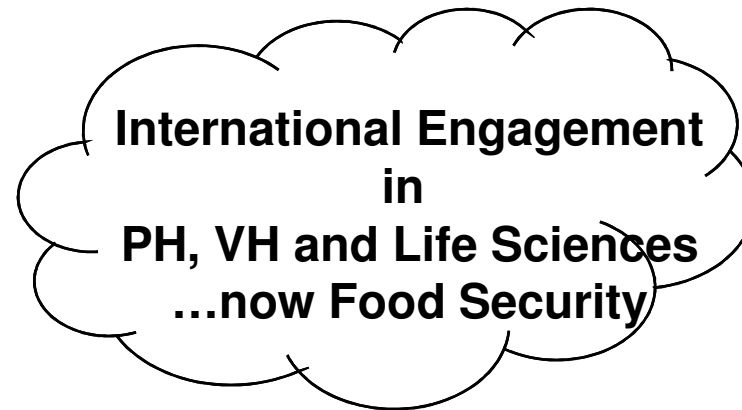 International Engagement
in
PH, VH and Life Sciences
…now Food Security